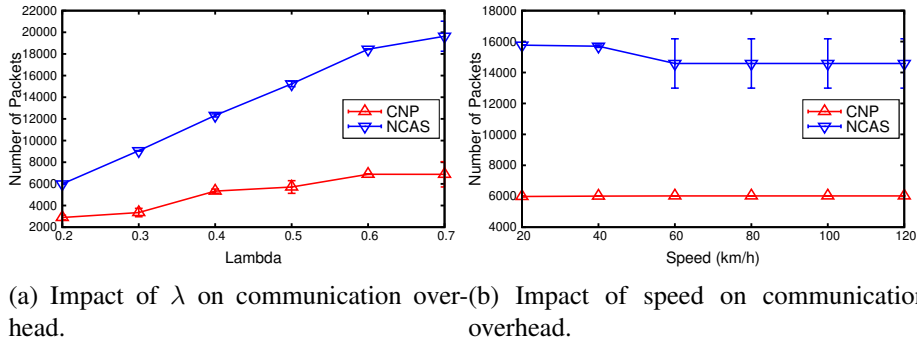 22000
20000
18000
16000
14000
12000
10000
8000
6000
4000
2000
0.2 0.3 0.4 0.5 0.6 0.7
Number of Packets
Lambda
CNP
NCAS
18000
16000
14000
12000
10000
8000
6000
4000
20 40 60 80 100 120
Number of Packets
Speed (km/h)
CNP
NCAS
(a) Impact of λ on communication over-
head.
(b) Impact of speed on communication
overhead.